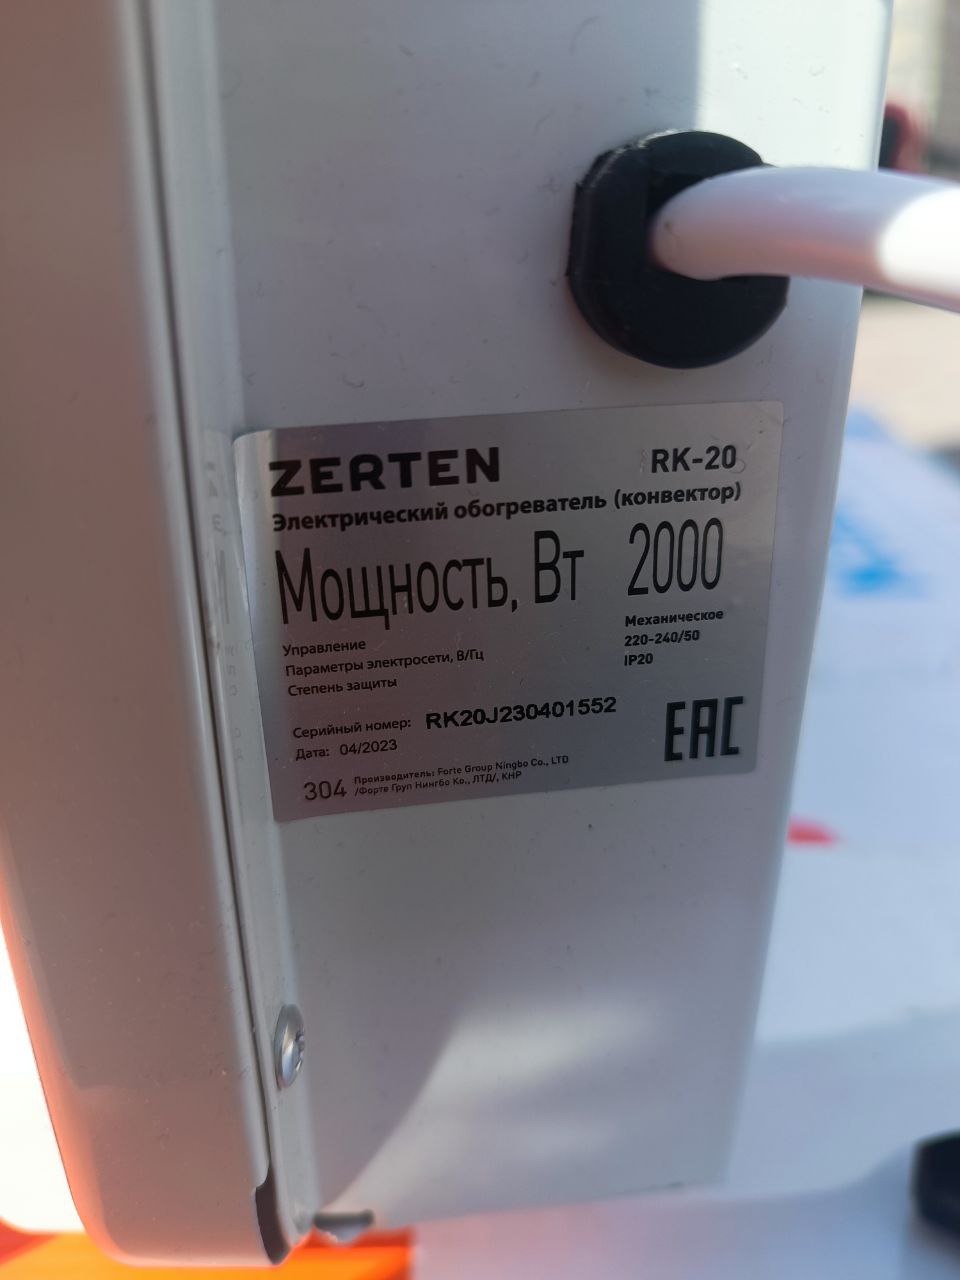 ZERTEN RK-20
Электрический обогреватель (конвектор)
Мощность, Вт 2000
Управление Механическое
Параметры электросети, В/Гц 220-240/50
Степень защиты IP20
Серийный номер: RK20J230401552
Дата: 04/2023
EAC
304 Производитель: Forte Group Ningbo Co., LTD
/Форте Груп Нингбо Ко., ЛТД/, КНР